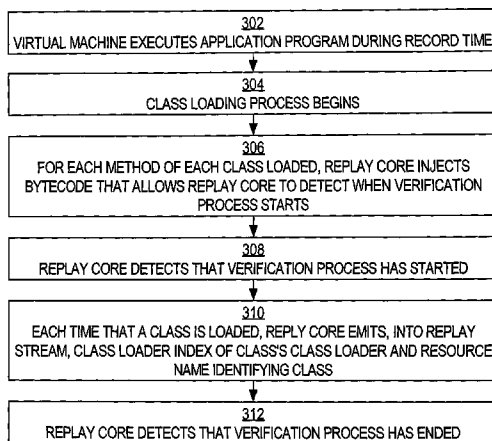 302
VIRTUAL MACHINE EXECUTES APPLICATION PROGRAM DURING RECORD TIME
304
CLASS LOADING PROCESS BEGINS
306
FOR EACH METHOD OF EACH CLASS LOADED, REPLAY CORE INJECTS
BYTECODE THAT ALLOWS REPLAY CORE TO DETECT WHEN VERIFICATION
PROCESS STARTS
308
REPLAY CORE DETECTS THAT VERIFICATION PROCESS HAS STARTED
310
EACH TIME THAT A CLASS IS LOADED, REPLY CORE EMITS, INTO REPLAY
STREAM, CLASS LOADER INDEX OF CLASS'S CLASS LOADER AND RESOURCE
NAME IDENTIFYING CLASS
312
REPLAY CORE DETECTS THAT VERIFICATION PROCESS HAS ENDED